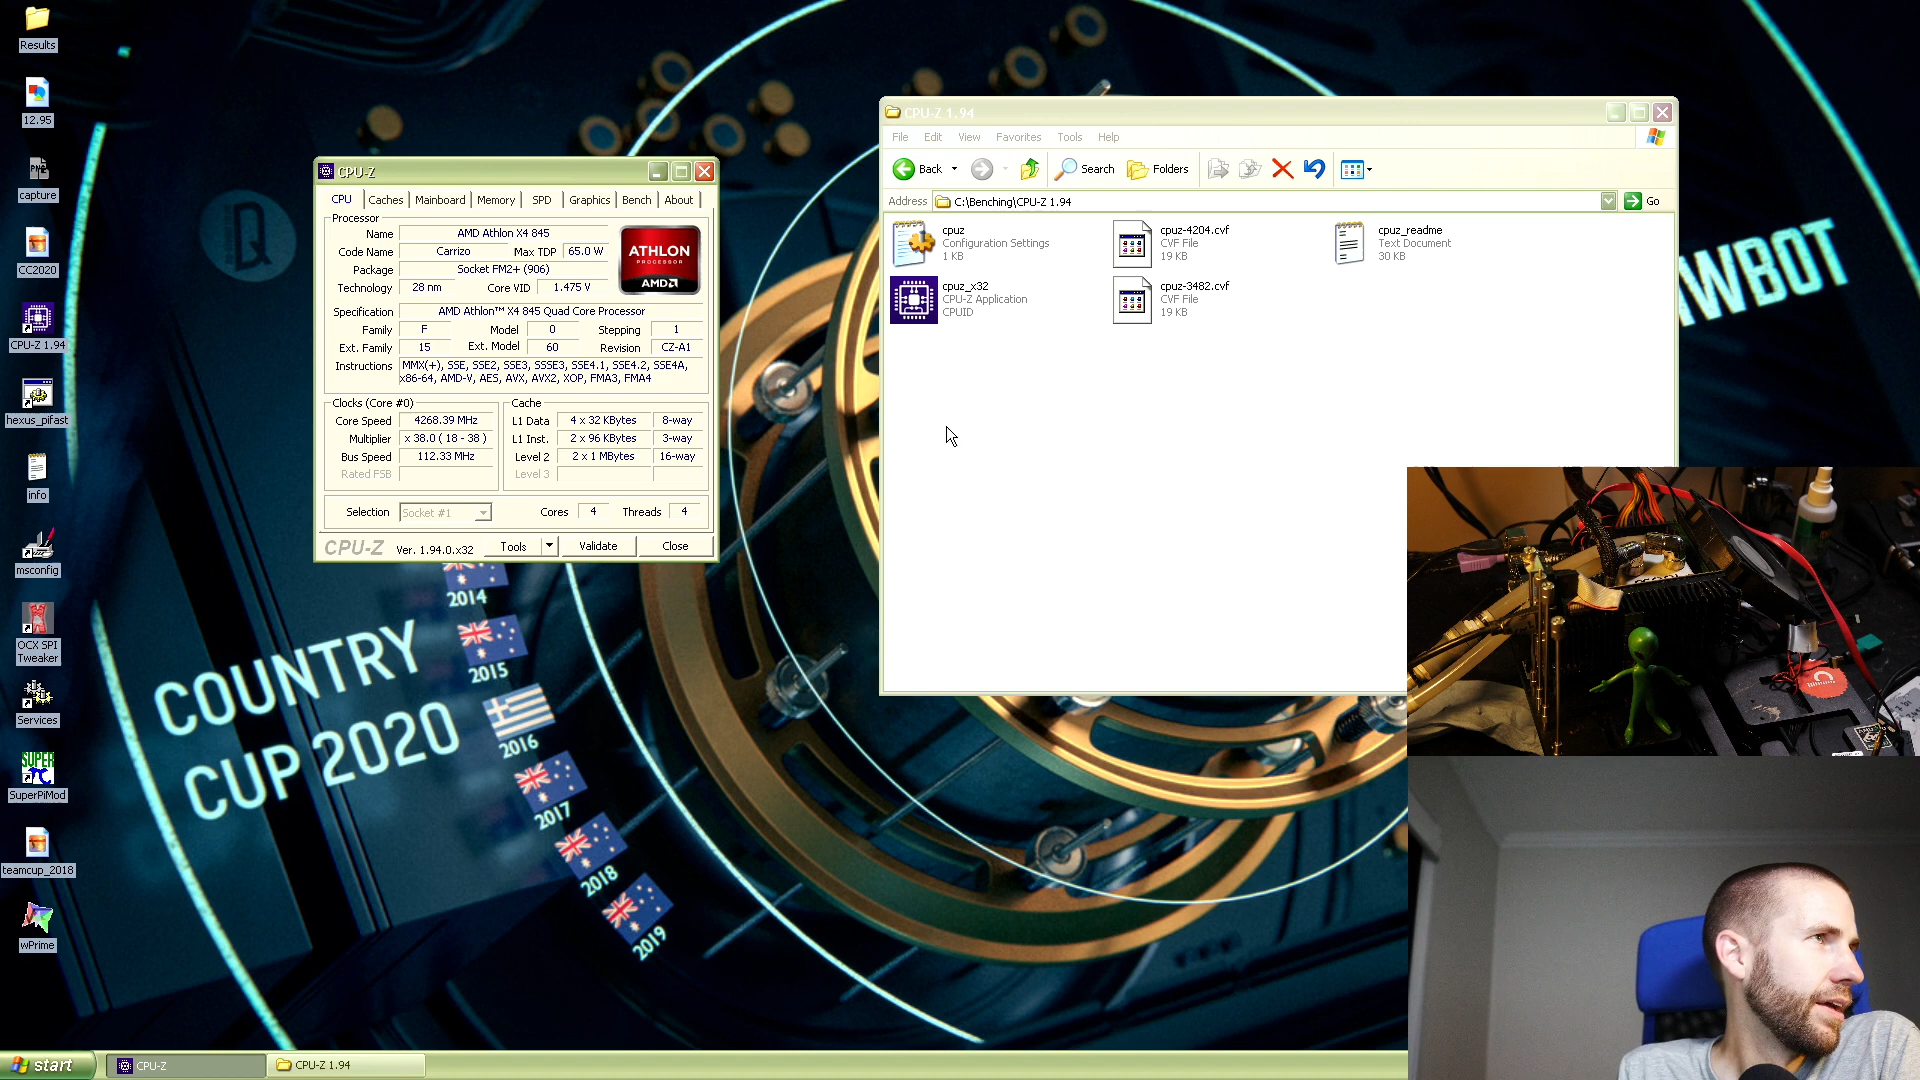 Results
12.95
capture
CC2020
CPU-Z 1.94
hexus_pifast
info
msconfig
OCX SPI
Tweaker
Services
SuperPiMod
teamcup_2018
wPrime
CPU-Z
CPU Caches Mainboard Memory SPD Graphics Bench About
Processor
Name AMD Athlon X4 845
Code Name Carrizo Max TDP 65.0 W
Package Socket FM2+ (906)
Technology 28 nm Core VID 1.475 V
ATHLON
PROCESSOR
AMD
Specification AMD Athlon™ X4 845 Quad Core Processor
Family F Model 0 Stepping 1
Ext. Family 15 Ext. Model 60 Revision CZ-A1
Instructions MMX(+), SSE, SSE2, SSE3, SSSE3, SSE4.1, SSE4.2, SSE4A,
x86-64, AMD-V, AES, AVX, AVX2, XOP, FMA3, FMA4
Clocks (Core #0)
Core Speed 4268.39 MHz
Multiplier x 38.0 ( 18 - 38 )
Bus Speed 112.33 MHz
Rated FSB
Cache
L1 Data 4 x 32 KBytes 8-way
L1 Inst. 2 x 96 KBytes 3-way
Level 2 2 x 1 MBytes 16-way
Level 3
Selection Socket #1 Cores 4 Threads 4
CPU-Z Ver. 1.94.0.x32 Tools Validate Close
CPU-Z 1.94
File Edit View Favorites Tools Help
Back Search Folders
Address C:\Benching\CPU-Z 1.94 Go
cpuz
Configuration Settings
1 KB
cpuz-4204.cvf
CVF File
19 KB
cpuz_readme
Text Document
30 KB
cpuz_x32
CPU-Z Application
CPUID
cpuz-3482.cvf
CVF File
19 KB
WBOT
COUNTRY
CUP 2020
2014
2015
2016
2017
2018
2019
start CPU-Z CPU-Z 1.94